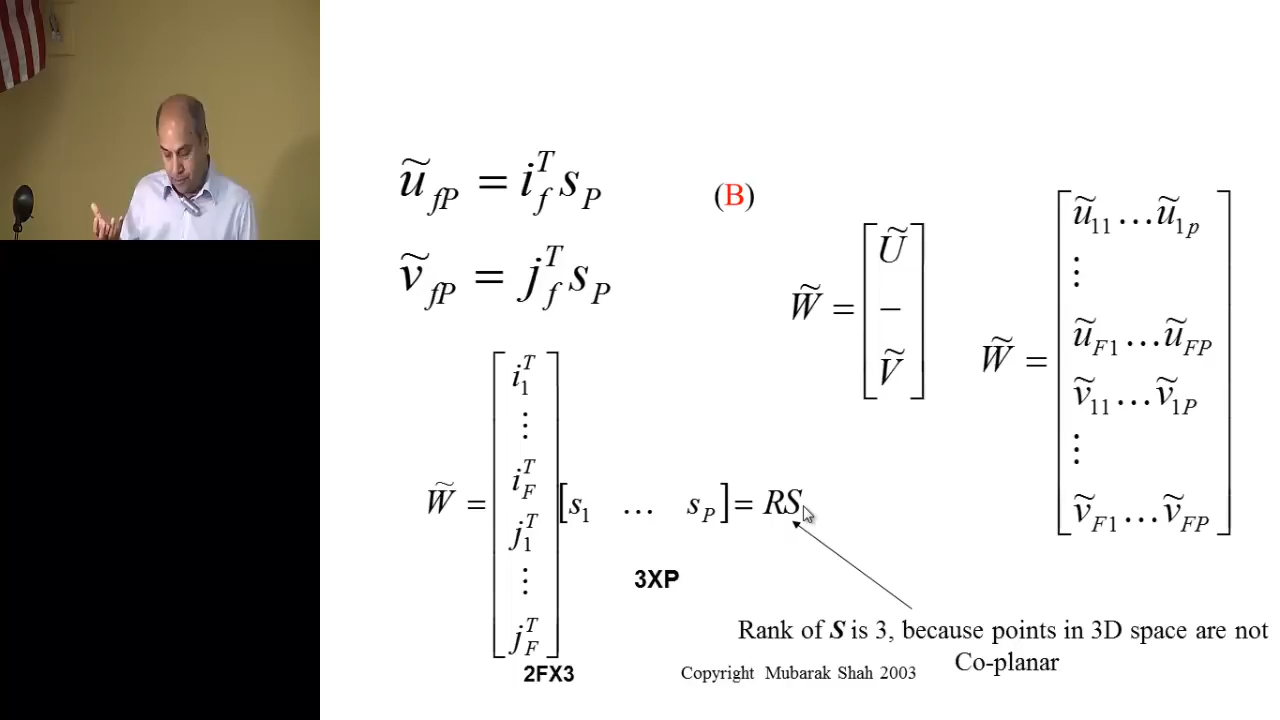 ũ_fP = i_f^T s_P
(B)
ṽ_fP = j_f^T s_P
W̃ = [Ũ
–
Ṽ]
W̃ = [ũ_11 … ũ_1p
⋮
ũ_F1 … ũ_FP
ṽ_11 … ṽ_1P
⋮
ṽ_F1 … ṽ_FP]
W̃ = [i_1^T
⋮
i_F^T
j_1^T
⋮
j_F^T] [s_1 … s_P] = RS
3XP
2FX3
Rank of S is 3, because points in 3D space are not
Co-planar
Copyright Mubarak Shah 2003